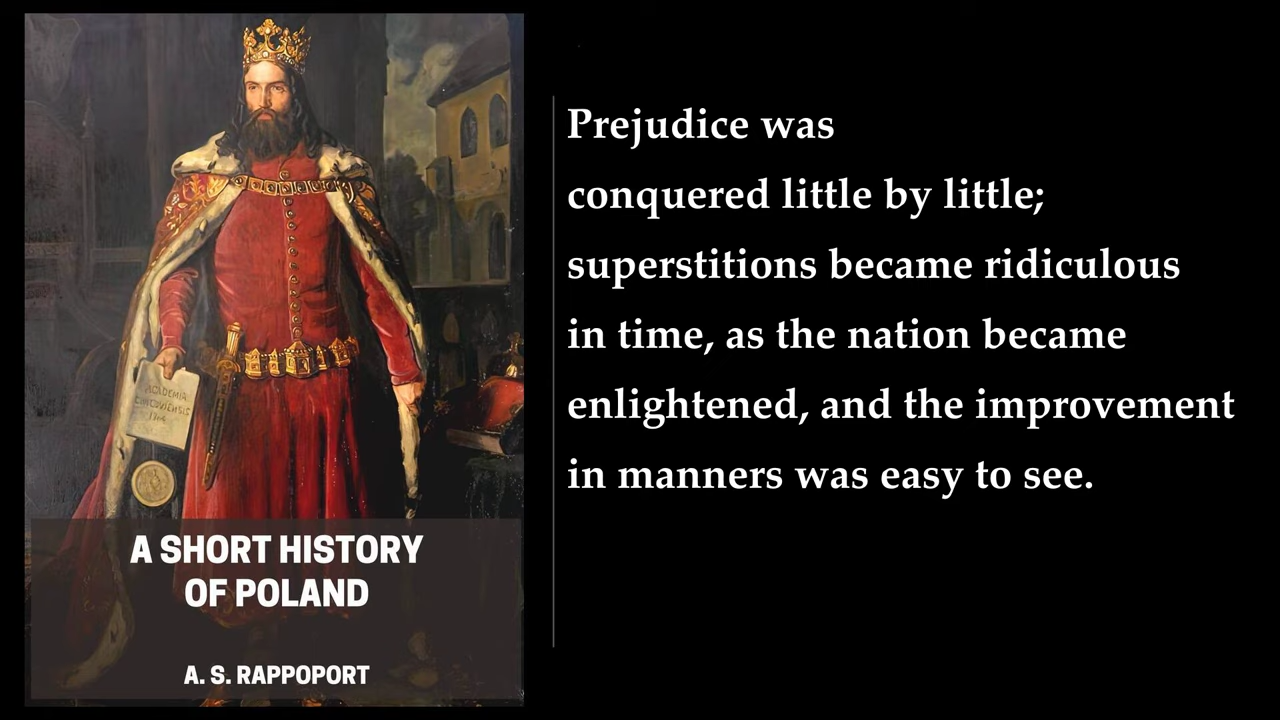 ACADEMIA
A SHORT HISTORY
OF POLAND
A. S. RAPPOPORT
Prejudice was
conquered little by little;
superstitions became ridiculous
in time, as the nation became
enlightened, and the improvement
in manners was easy to see.